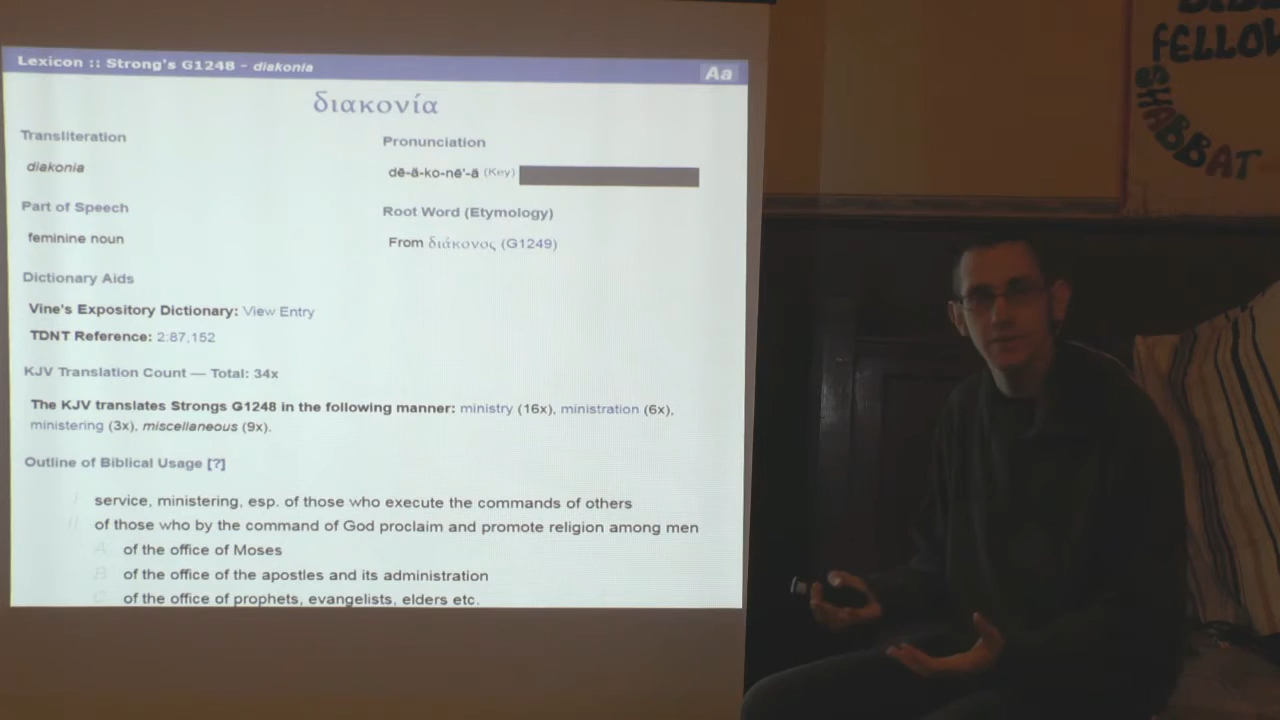 Lexicon :: Strong's G1248 - diakonia
Aa
διακονία
Transliteration
diakonia
Pronunciation
dē-ä-ko-nē'-ä (Key)
Part of Speech
feminine noun
Root Word (Etymology)
From διάκονος (G1249)
Dictionary Aids
Vine's Expository Dictionary: View Entry
TDNT Reference: 2:87,152
KJV Translation Count — Total: 34x
The KJV translates Strongs G1248 in the following manner: ministry (16x), ministration (6x),
ministering (3x), miscellaneous (9x).
Outline of Biblical Usage [?]
I service, ministering, esp. of those who execute the commands of others
II of those who by the command of God proclaim and promote religion among men
A of the office of Moses
B of the office of the apostles and its administration
C of the office of prophets, evangelists, elders etc.
FELLOW
SHABBAT